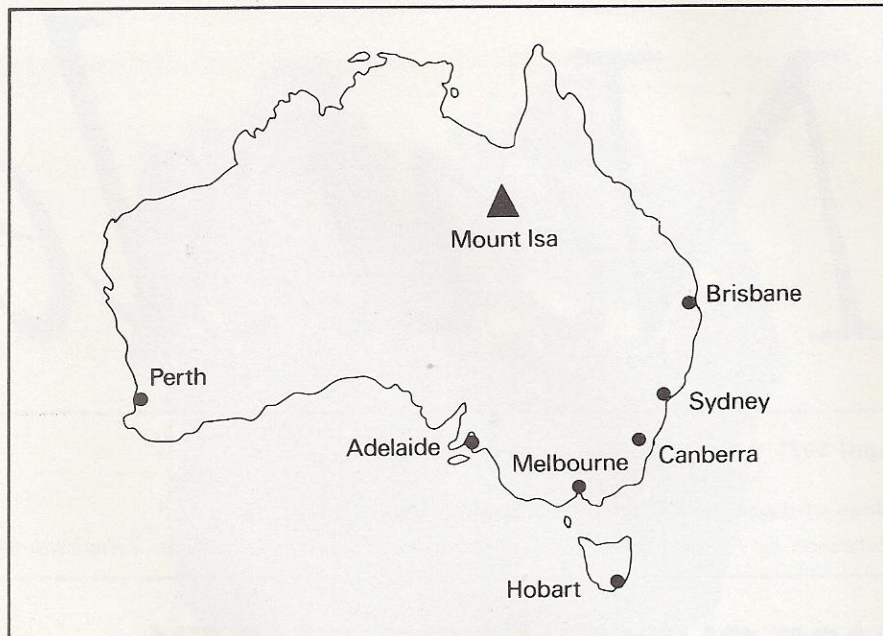 Mount Isa
Brisbane
Perth
Sydney
Adelaide
Canberra
Melbourne
Hobart